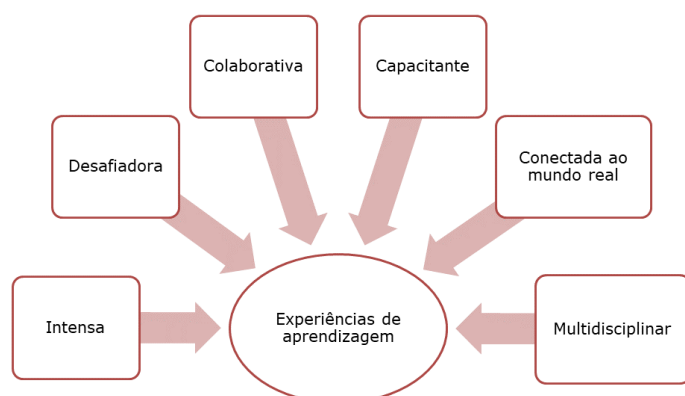 Colaborativa
Capacitante
Desafiadora
Conectada ao
mundo real
Intensa
Experiências de
aprendizagem
Multidisciplinar